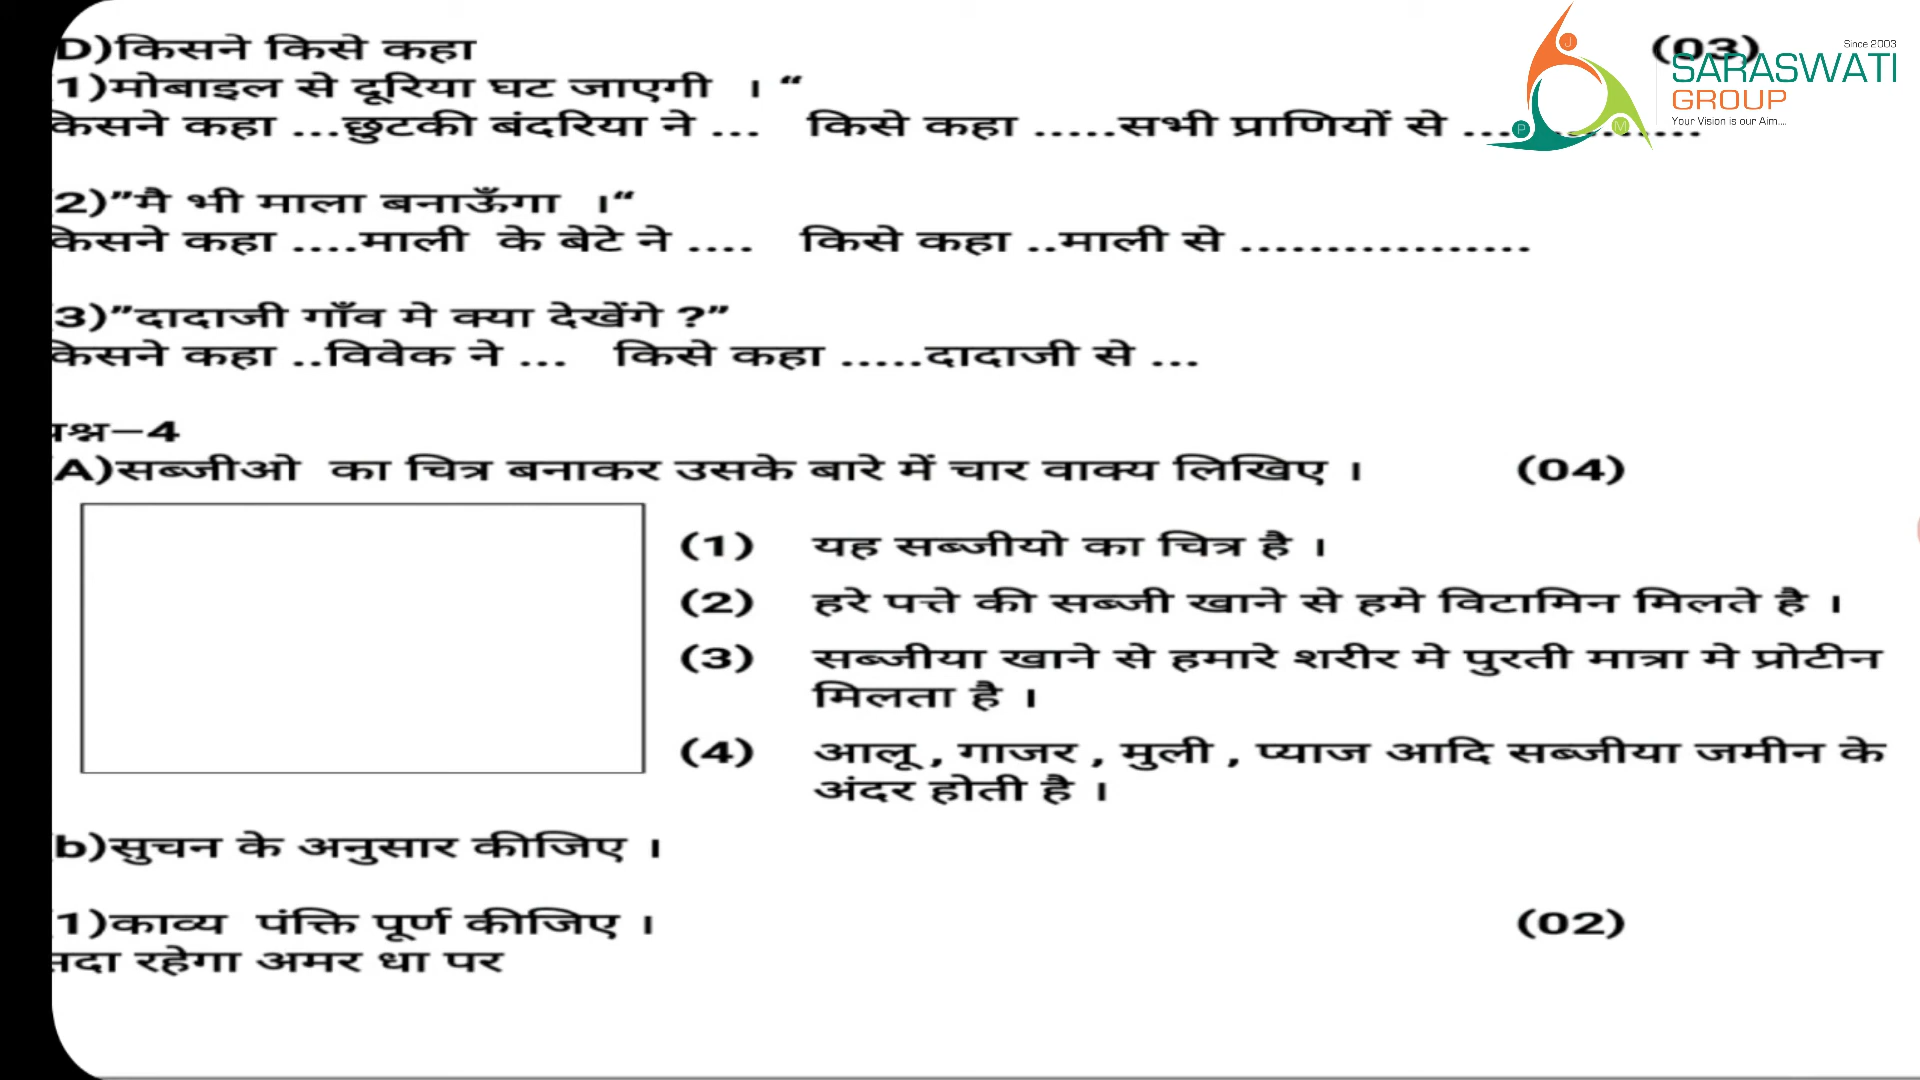 D)किसने किसे कहा (03)
1)मोबाइल से दूरिया घट जाएगी । “
किसने कहा ...छुटकी बंदरिया ने ... किसे कहा .....सभी प्राणियों से ................
2)”मै भी माला बनाऊँगा ।“
किसने कहा ....माली के बेटे ने .... किसे कहा ..माली से .................
3)”दादाजी गाँव मे क्या देखेंगे ?”
किसने कहा ..विवेक ने ... किसे कहा .....दादाजी से ...
प्रश्न–4
A)सब्जीओ का चित्र बनाकर उसके बारे में चार वाक्य लिखिए । (04)
(1) यह सब्जीयो का चित्र है ।
(2) हरे पत्ते की सब्जी खाने से हमे विटामिन मिलते है ।
(3) सब्जीया खाने से हमारे शरीर मे पुरती मात्रा मे प्रोटीन
मिलता है ।
(4) आलू , गाजर , मुली , प्याज आदि सब्जीया जमीन के
अंदर होती है ।
b)सुचन के अनुसार कीजिए ।
1)काव्य पंक्ति पूर्ण कीजिए । (02)
सदा रहेगा अमर धा पर
Since 2003
SARASWATI
GROUP
Your Vision is our Aim....
J
P
M